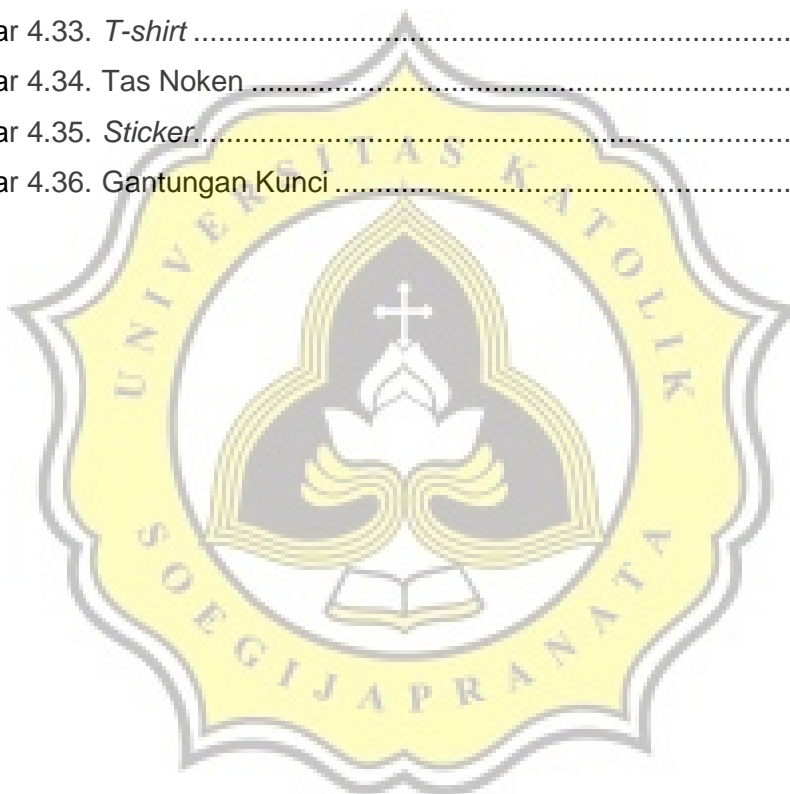 ar 4.33. T-shirt ................................................................................
ar 4.34. Tas Noken ........................................................................
ar 4.35. Sticker................................................................................
ar 4.36. Gantungan Kunci .............................................................
UNIVERSITAS KATOLIK
SOEGIJAPRANATA